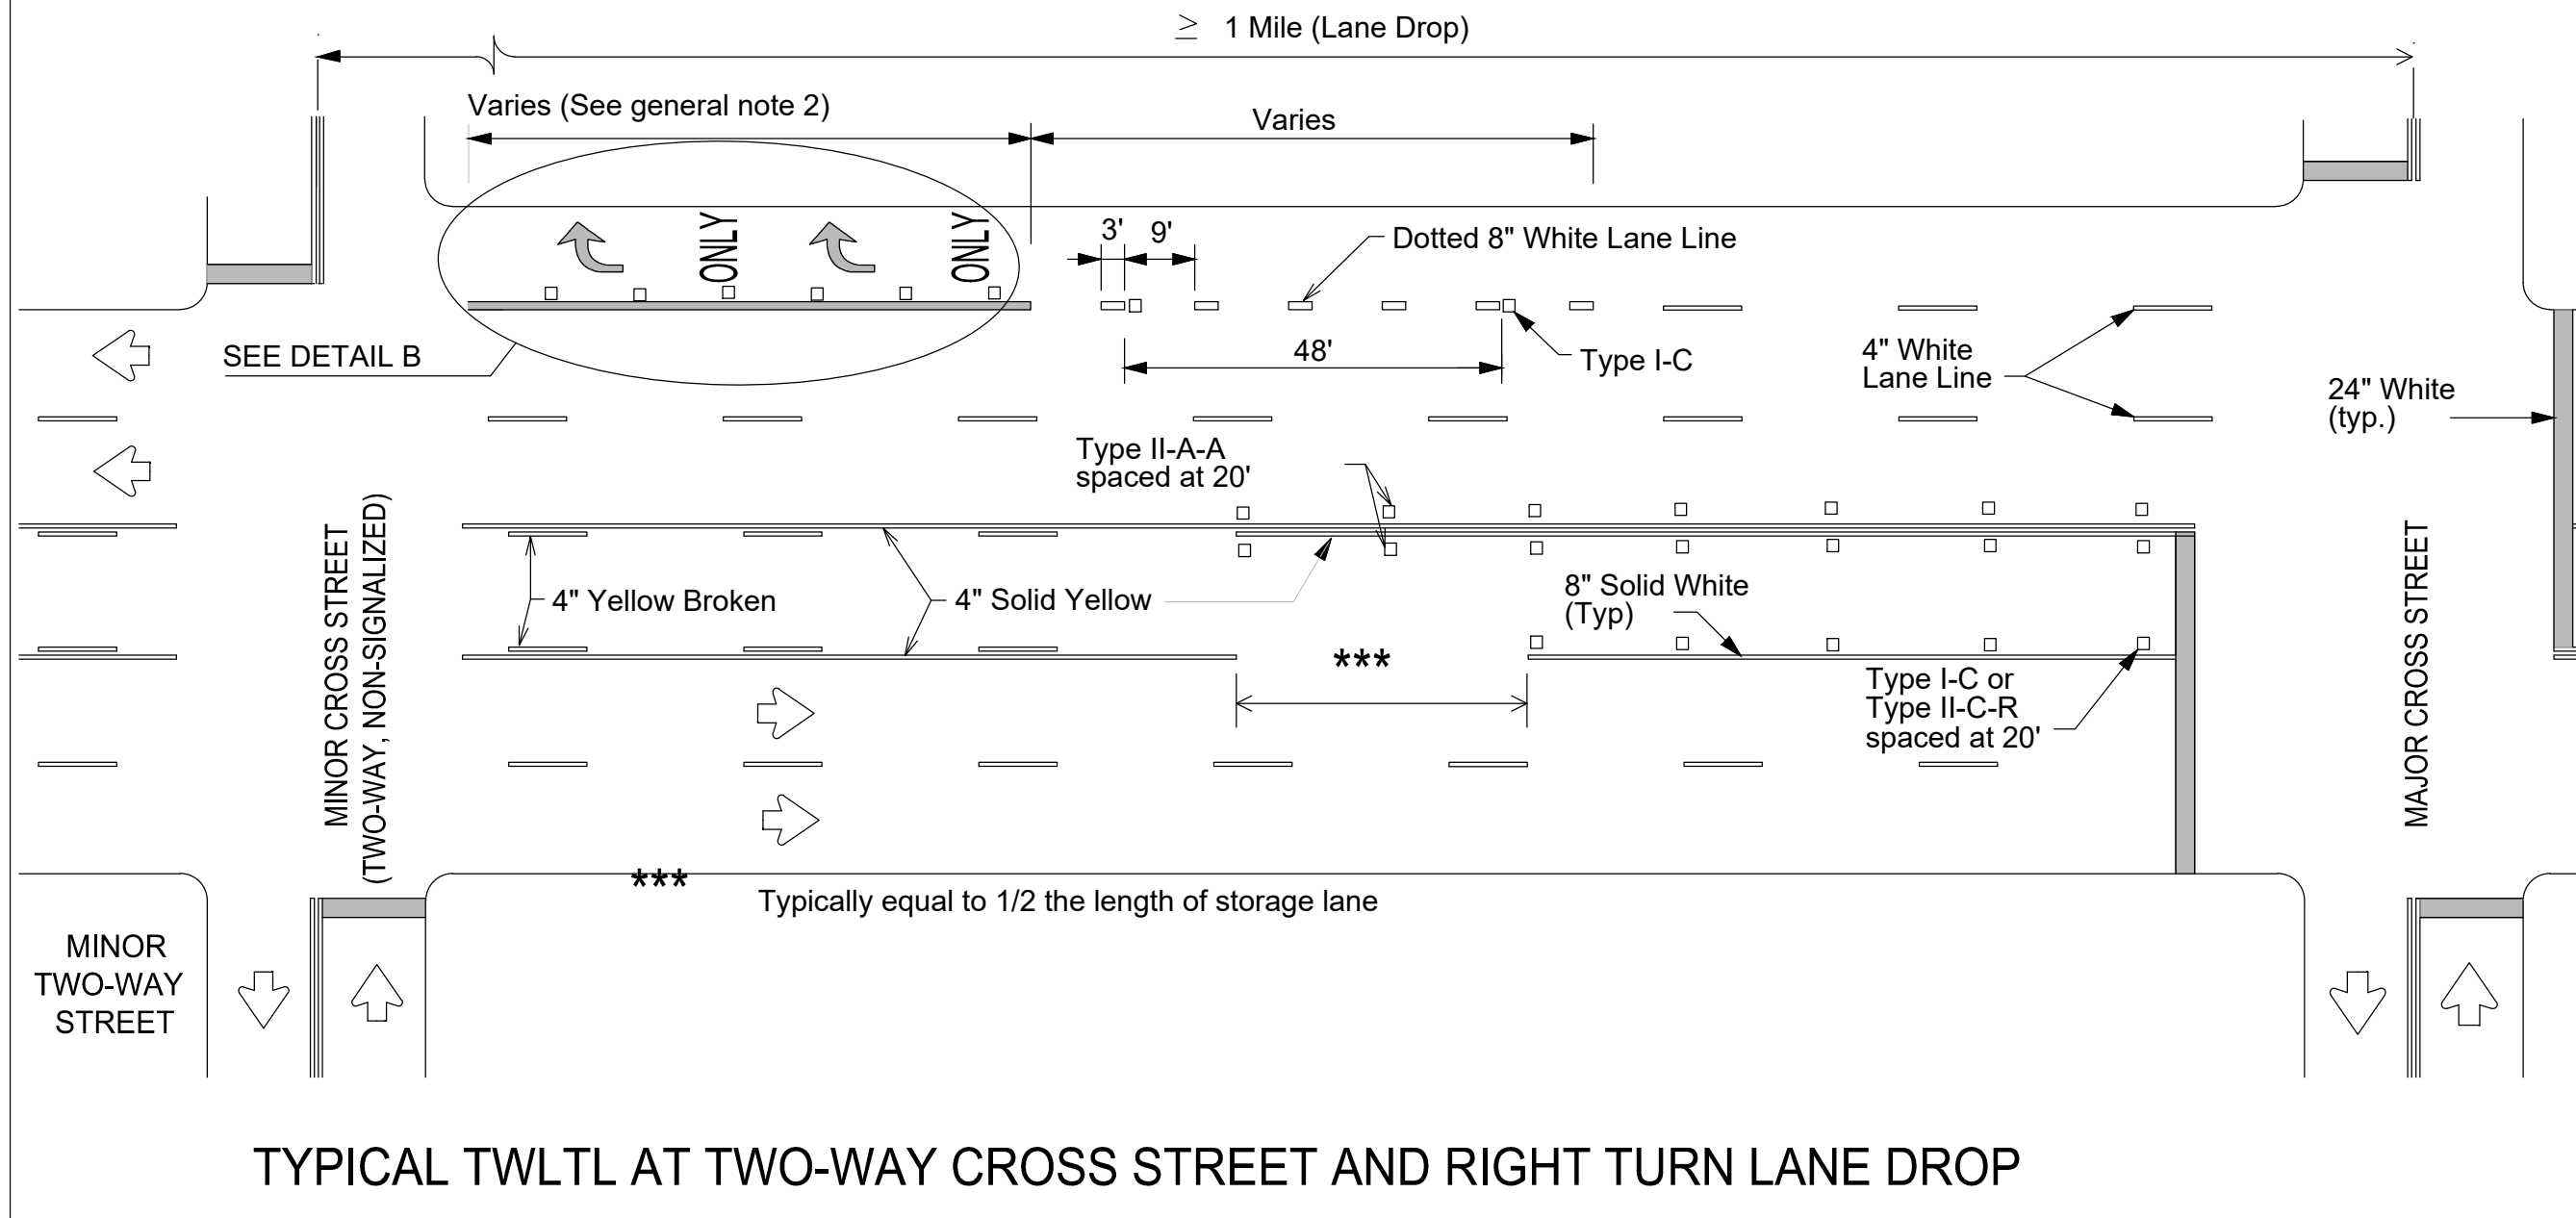 ≥ 1 Mile (Lane Drop)
Varies (See general note 2)
Varies
ONLY
ONLY
3'
9'
Dotted 8" White Lane Line
SEE DETAIL B
48'
Type I-C
4" White
Lane Line
24" White
(typ.)
Type II-A-A
spaced at 20'
MINOR CROSS STREET
(TWO-WAY, NON-SIGNALIZED)
4" Yellow Broken
4" Solid Yellow
8" Solid White
(Typ)
***
Type I-C or
Type II-C-R
spaced at 20'
MAJOR CROSS STREET
*** Typically equal to 1/2 the length of storage lane
MINOR
TWO-WAY
STREET
TYPICAL TWLTL AT TWO-WAY CROSS STREET AND RIGHT TURN LANE DROP